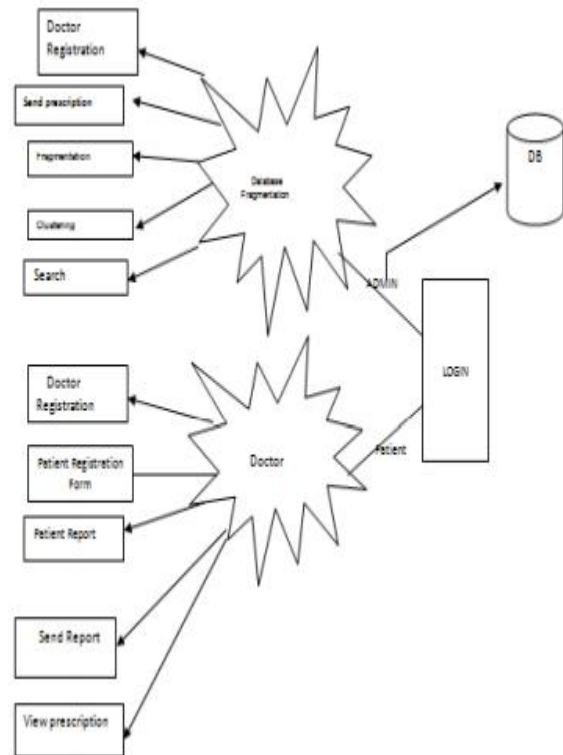 Doctor
Registration
Send prescription
Fragmentation
Clustering
Search
Database
Fragmentation
DB
ADMIN
LOGIN
Doctor
Registration
Patient Registration
Form
Patient Report
Doctor
Patient
Send Report
View prescription